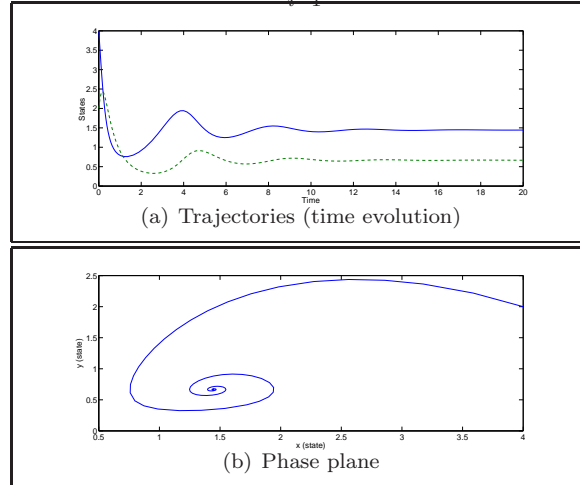 4
3.5
3
2.5
2
1.5
1
0.5
0
States
0 2 4 6 8 10 12 14 16 18 20
Time
(a) Trajectories (time evolution)
2.5
2
1.5
1
0.5
0
y (state)
0.5 1 1.5 2 2.5 3 3.5 4
x (state)
(b) Phase plane